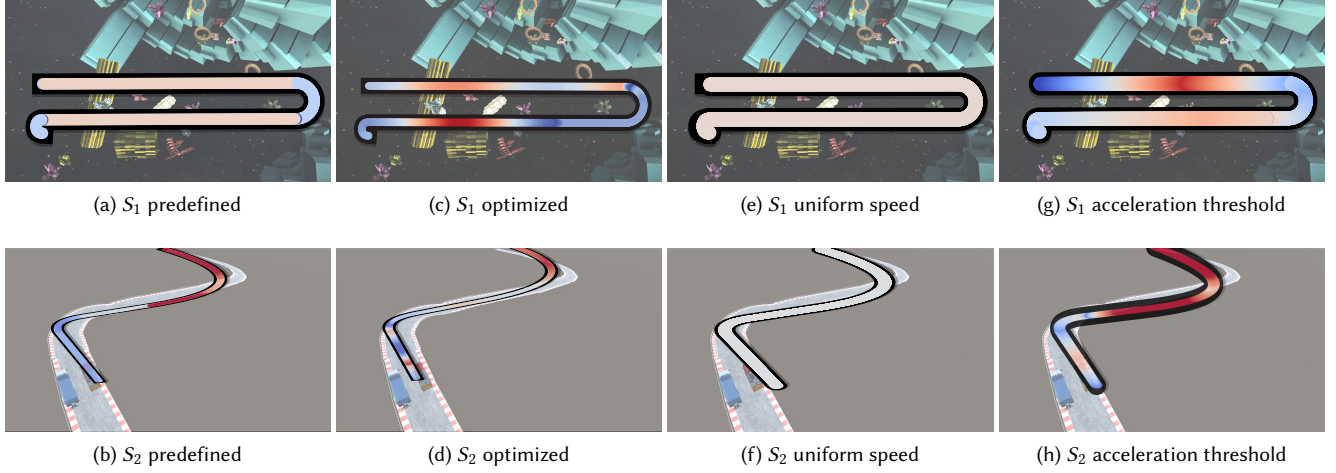 (a) S₁ predefined
(c) S₁ optimized
(e) S₁ uniform speed
(g) S₁ acceleration threshold
(b) S₂ predefined
(d) S₂ optimized
(f) S₂ uniform speed
(h) S₂ acceleration threshold